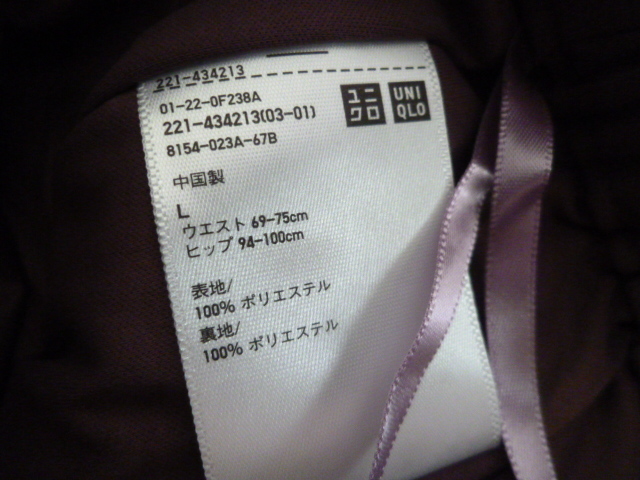 221-434213
01-22-0F238A
221-434213(03-01)
8154-023A-67B
ユニ
クロ
UNI
QLO
中国製
L
ウエスト 69-75cm
ヒップ 94-100cm
表地/
100% ポリエステル
裏地/
100% ポリエステル